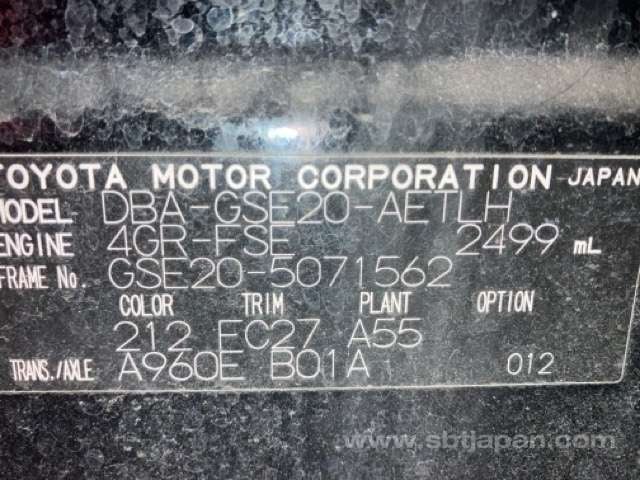 TOYOTA MOTOR CORPORATION JAPAN
MODEL DBA-GSE20-AETLH
ENGINE 4GR-FSE 2499 mL
FRAME No. GSE20-5071562
COLOR TRIM PLANT OPTION
212 FC27 A55
TRANS./AXLE A960E B01A 012
www.sbtjapan.com